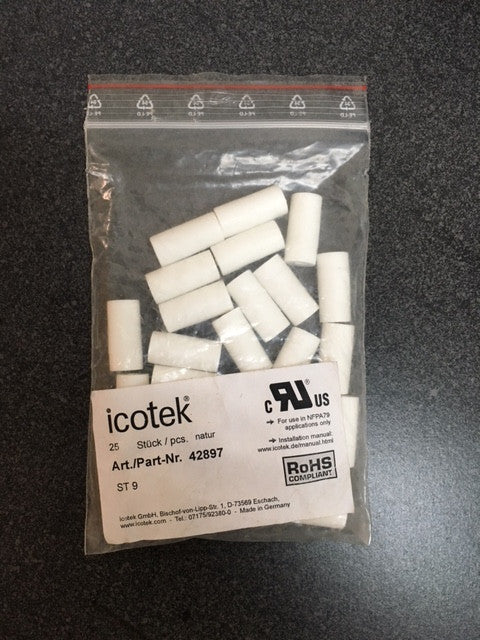 icotek®
25 Stück / pcs. natur
Art./Part-Nr. 42897
ST 9
c RU® US
→ For use in NFPA79
applications only
→ Installation manual:
www.icotek.de/manual.html
RoHS
COMPLIANT
icotek GmbH, Bischof-von-Lipp-Str. 1, D-73569 Eschach,
www.icotek.com - Tel.: 07175/92380-0 - Made in Germany